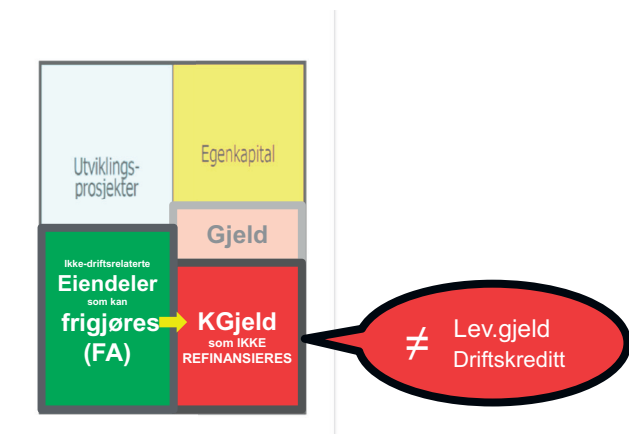 Utviklings-
prosjekter
Egenkapital
Gjeld
Ikke-driftsrelaterte
Eiendeler
som kan
frigjøres
(FA)
KGjeld
som IKKE
REFINANSIERES
≠
Lev.gjeld
Driftskreditt